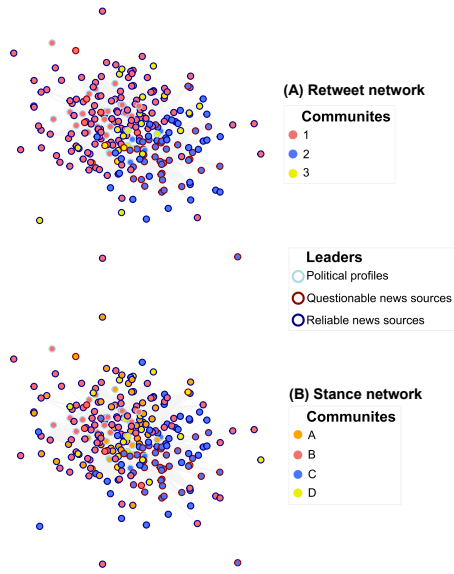 (A) Retweet network
Communites
1
2
3
Leaders
Political profiles
Questionable news sources
Reliable news sources
(B) Stance network
Communites
A
B
C
D